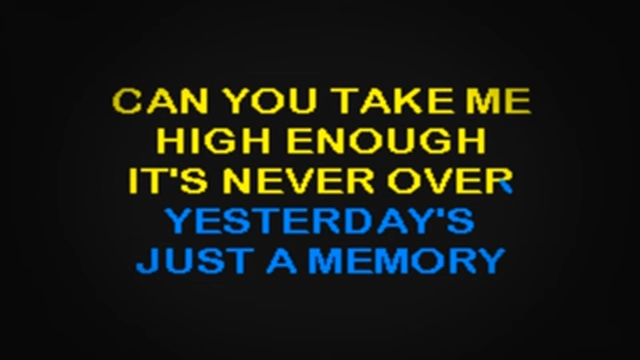 CAN YOU TAKE ME
HIGH ENOUGH
IT'S NEVER OVER
YESTERDAY'S
JUST A MEMORY